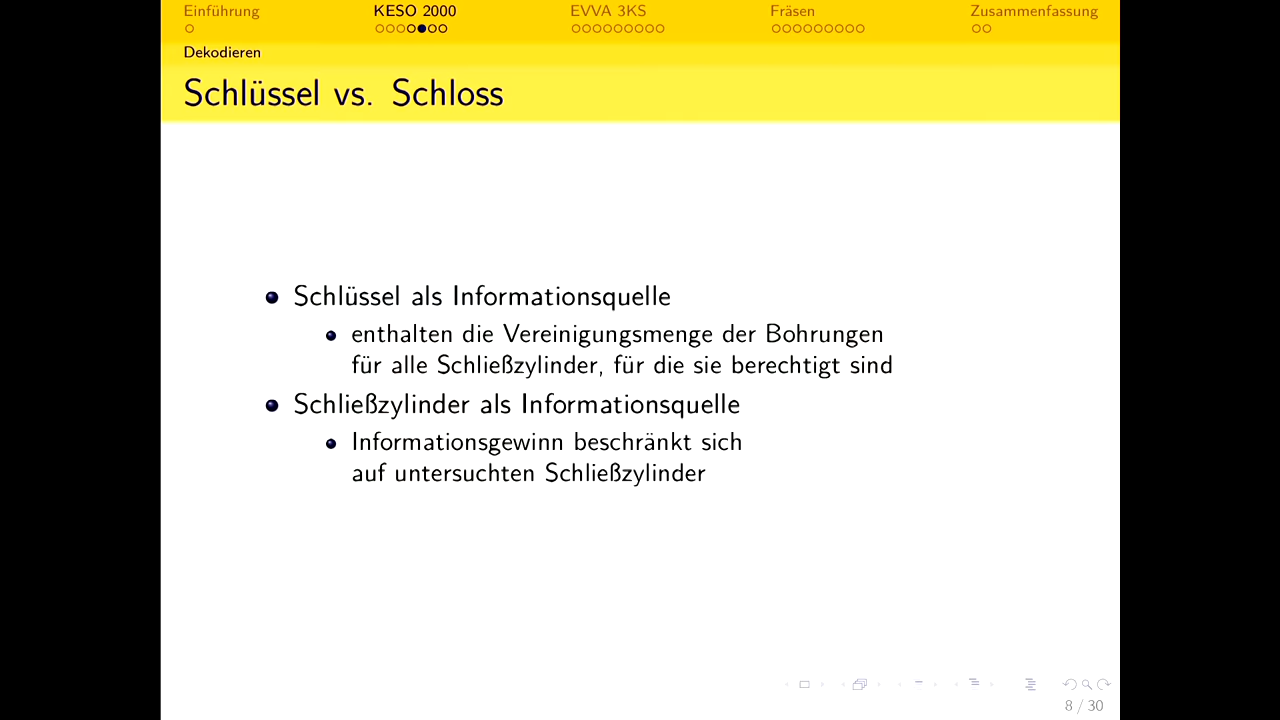 Einführung KESO 2000 EVVA 3KS Fräsen Zusammenfassung
Dekodieren
Schlüssel vs. Schloss
Schlüssel als Informationsquelle
enthalten die Vereinigungsmenge der Bohrungen
für alle Schließzylinder, für die sie berechtigt sind
Schließzylinder als Informationsquelle
Informationsgewinn beschränkt sich
auf untersuchten Schließzylinder
8 / 30